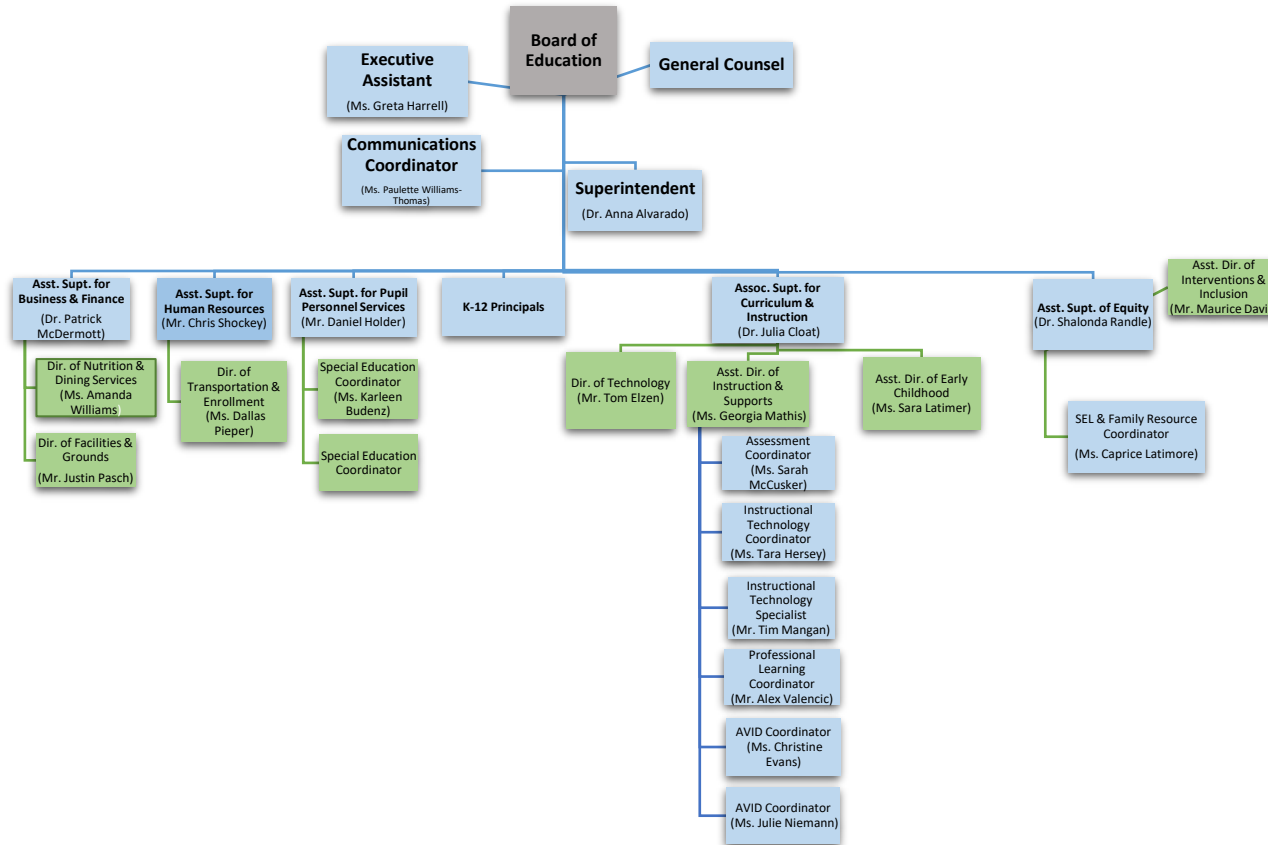 Board of
Education
Executive
Assistant
(Ms. Greta Harrell)
General Counsel
Communications
Coordinator
(Ms. Paulette Williams-
Thomas)
Superintendent
(Dr. Anna Alvarado)
Asst. Supt. for
Business & Finance
(Dr. Patrick
McDermott)
Dir. of Nutrition &
Dining Services
(Ms. Amanda
Williams)
Dir. of Facilities &
Grounds
(Mr. Justin Pasch)
Asst. Supt. for
Human Resources
(Mr. Chris Shockey)
Dir. of
Transportation &
Enrollment
(Ms. Dallas
Pieper)
Asst. Supt. for Pupil
Personnel Services
(Mr. Daniel Holder)
Special Education
Coordinator
(Ms. Karleen
Budenz)
Special Education
Coordinator
K-12 Principals
Assoc. Supt. for
Curriculum &
Instruction
(Dr. Julia Cloat)
Dir. of Technology
(Mr. Tom Elzen)
Asst. Dir. of
Instruction &
Supports
(Ms. Georgia Mathis)
Assessment
Coordinator
(Ms. Sarah
McCusker)
Instructional
Technology
Coordinator
(Ms. Tara Hersey)
Instructional
Technology
Specialist
(Mr. Tim Mangan)
Professional
Learning
Coordinator
(Mr. Alex Valencic)
AVID Coordinator
(Ms. Christine
Evans)
AVID Coordinator
(Ms. Julie Niemann)
Asst. Dir. of Early
Childhood
(Ms. Sara Latimer)
Asst. Supt. of Equity
(Dr. Shalonda Randle)
Asst. Dir. of
Interventions &
Inclusion
(Mr. Maurice Davi
SEL & Family Resource
Coordinator
(Ms. Caprice Latimore)